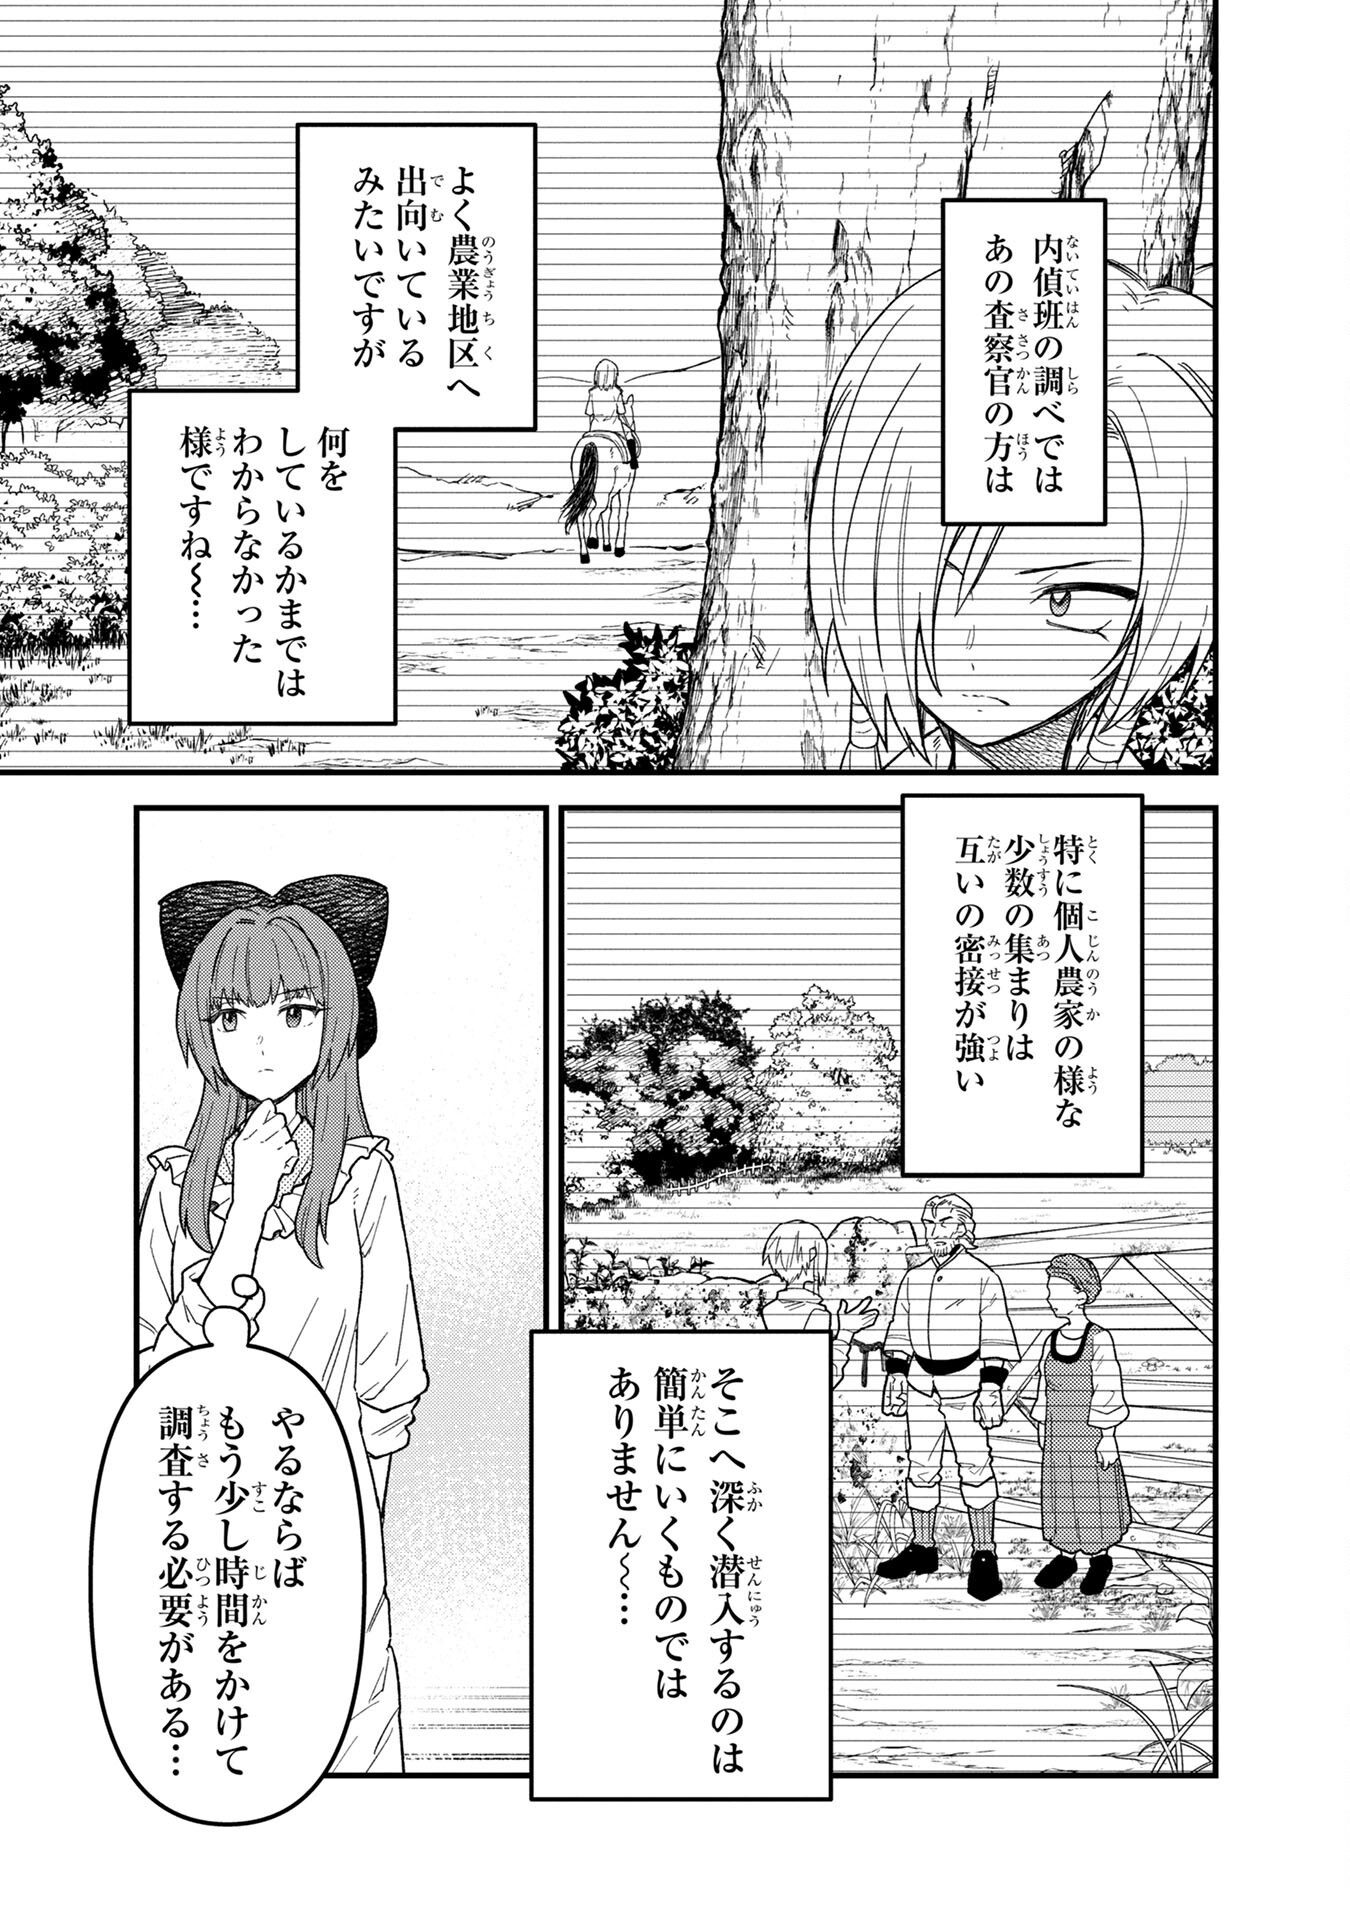 内偵班の調べでは
あの査察官の方は
よく農業地区へ
出向いている
みたいですが
何を
しているかまでは
わからなかった
様ですね〜…
特に個人農家の様な
少数の集まりは
互いの密接が強い
そこへ深く潜入するのは
簡単にいくものでは
ありません〜…
やるならば
もう少し時間をかけて
調査する必要がある…